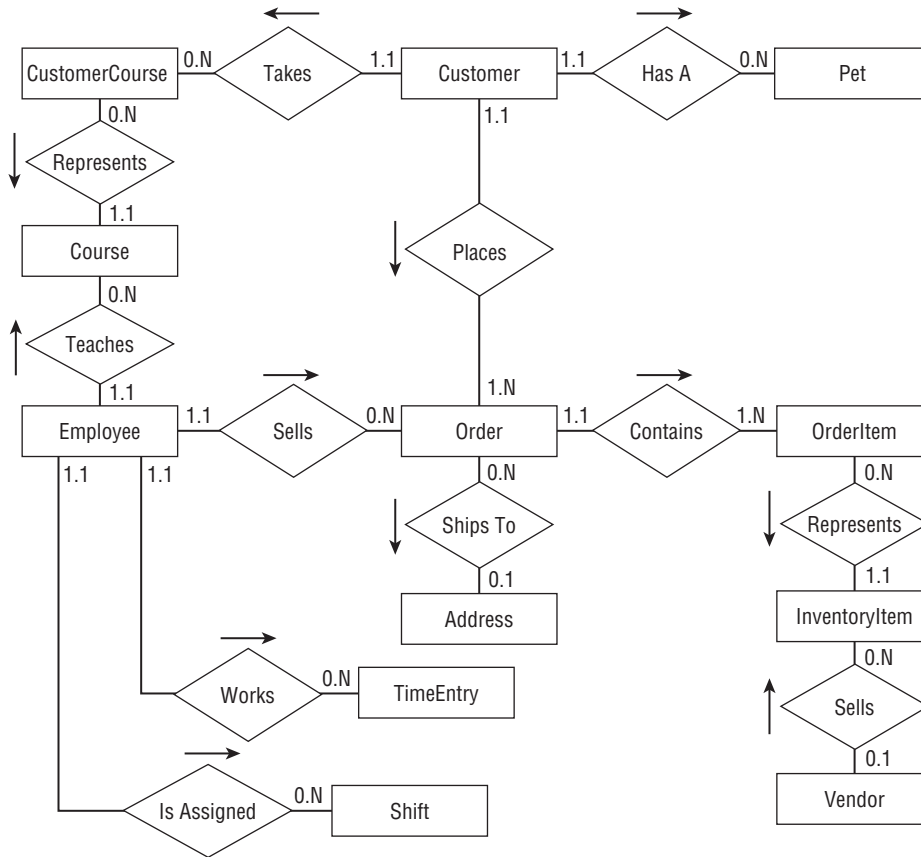 0.N
1.1
1.1
0.N
CustomerCourse
Takes
Customer
Has A
Pet
0.N
1.1
Represents
1.1
Course
Places
0.N
Teaches
1.1
1.N
1.1
0.N
1.1
1.N
Employee
Sells
Order
Contains
OrderItem
1.1
1.1
0.N
0.N
Ships To
Represents
0.1
1.1
Address
InventoryItem
0.N
0.N
Works
TimeEntry
Sells
0.1
0.N
Is Assigned
Shift
Vendor